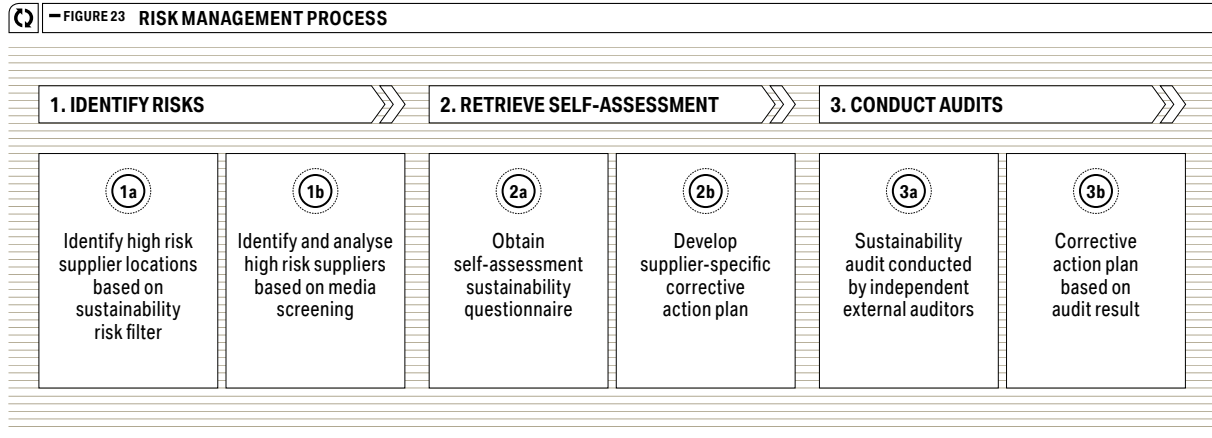 — FIGURE 23 RISK MANAGEMENT PROCESS
1. IDENTIFY RISKS
2. RETRIEVE SELF-ASSESSMENT
3. CONDUCT AUDITS
1a
Identify high risk
supplier locations
based on
sustainability
risk filter
1b
Identify and analyse
high risk suppliers
based on media
screening
2a
Obtain
self-assessment
sustainability
questionnaire
2b
Develop
supplier-specific
corrective
action plan
3a
Sustainability
audit conducted
by independent
external auditors
3b
Corrective
action plan
based on
audit result